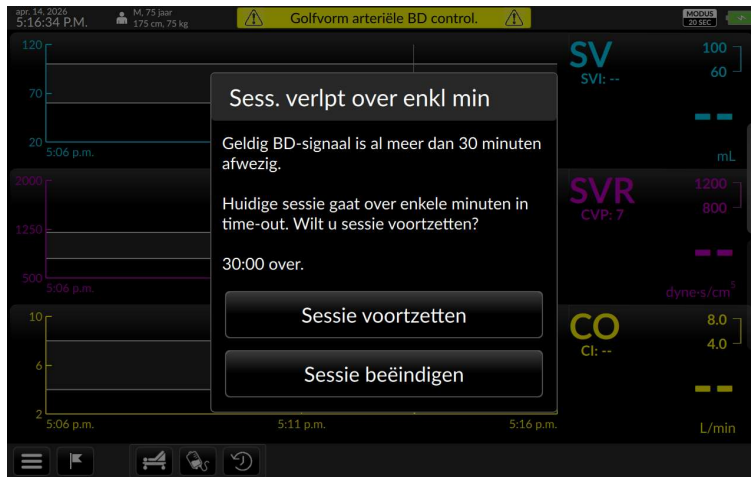 apr. 14, 2026
5:16:34 P.M.
M, 75 jaar
175 cm, 75 kg
Golfvorm arteriële BD control.
MODUS
20 SEC
120
70
20
5:06 p.m.
SV
SVI: --
100
60
--
mL
Sess. verlpt over enkl min
Geldig BD-signaal is al meer dan 30 minuten
afwezig.
Huidige sessie gaat over enkele minuten in
time-out. Wilt u sessie voortzetten?
30:00 over.
Sessie voortzetten
Sessie beëindigen
2000
1250
500
5:06 p.m.
SVR
CVP: 7
1200
800
--
dyne-s/cm⁵
10
6
2
5:06 p.m.
5:11 p.m.
5:16 p.m.
CO
CI: --
8.0
4.0
--
L/min